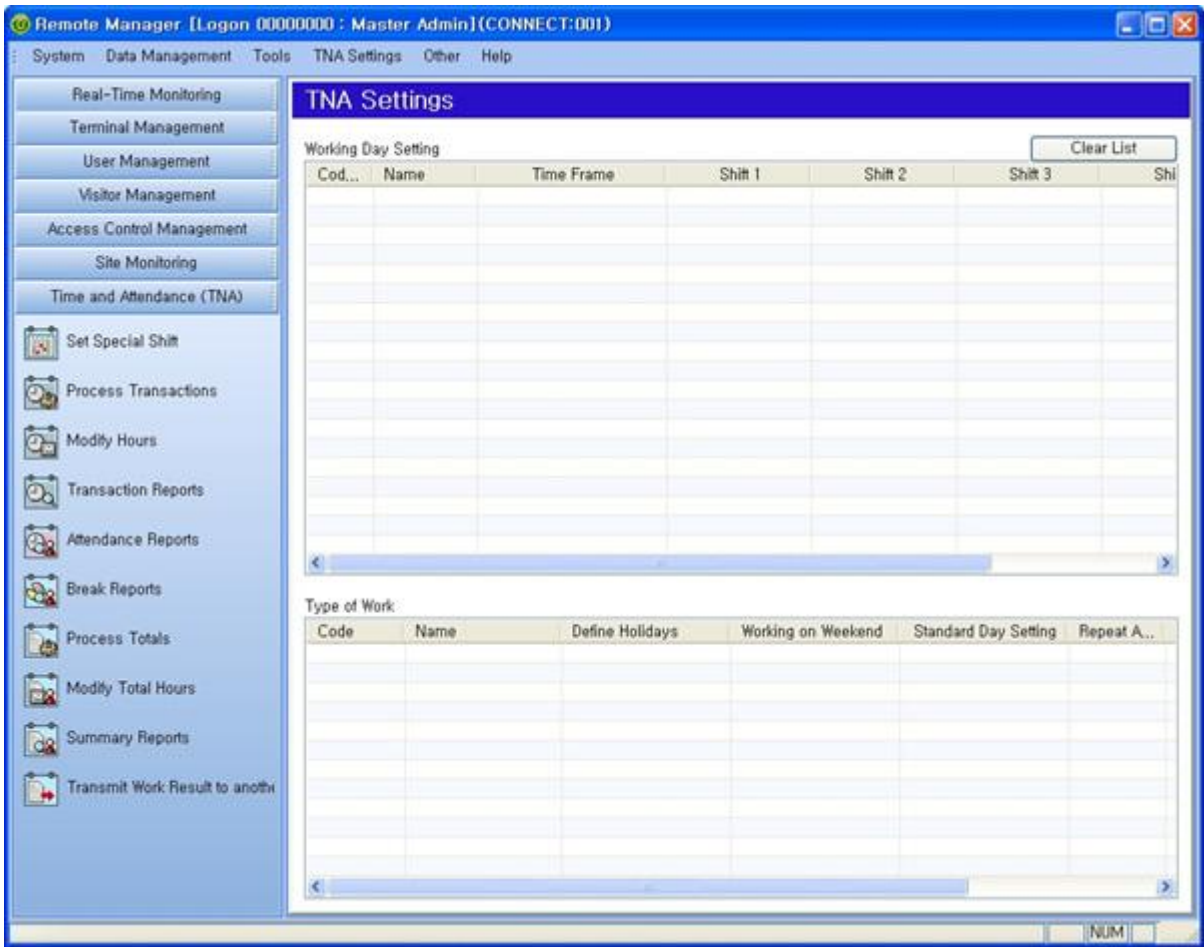 Remote Manager [Logon 00000000 : Master Admin](CONNECT:001)
System Data Management Tools TNA Settings Other Help
Real-Time Monitoring
Terminal Management
User Management
Visitor Management
Access Control Management
Site Monitoring
Time and Attendance (TNA)
Set Special Shift
Process Transactions
Modify Hours
Transaction Reports
Attendance Reports
Break Reports
Process Totals
Modify Total Hours
Summary Reports
Transmit Work Result to anothe
TNA Settings
Working Day Setting Clear List
Cod... Name Time Frame Shift 1 Shift 2 Shift 3 Shi
Type of Work
Code Name Define Holidays Working on Weekend Standard Day Setting Repeat A...
NUM